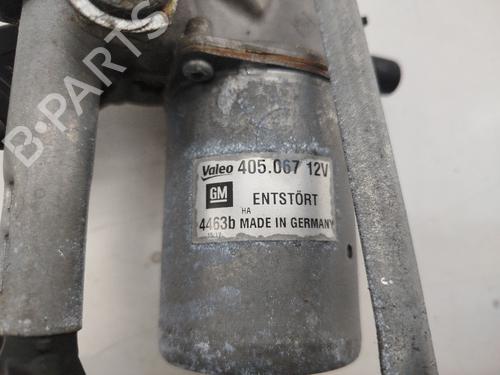 Valeo 405.067 12V
GM ENTSTÖRT
HA
4463b MADE IN GERMANY
B-PARTS